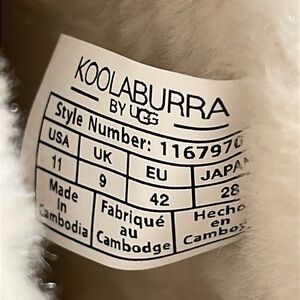 KOOLABURRA
BY UGG
Style Number: 1167970
USA UK EU JAPAN
11 9 42 28
Made in Cambodia
Fabriqué au Cambodge
Hecho en